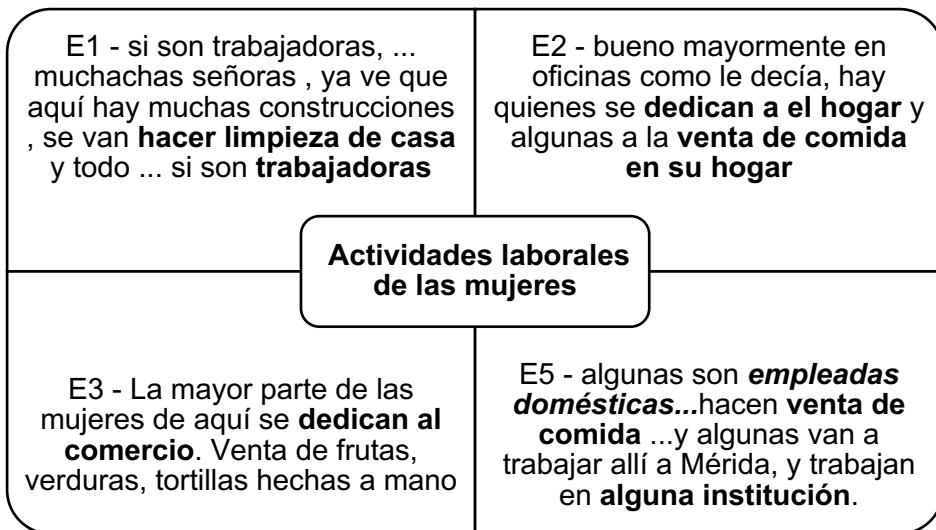 E1 - si son trabajadoras, ...
muchachas señoras , ya ve que
aquí hay muchas construcciones
, se van hacer limpieza de casa
y todo ... si son trabajadoras
E2 - bueno mayormente en
oficinas como le decía, hay
quienes se dedican a el hogar y
algunas a la venta de comida
en su hogar
Actividades laborales
de las mujeres
E3 - La mayor parte de las
mujeres de aquí se dedican al
comercio. Venta de frutas,
verduras, tortillas hechas a mano
E5 - algunas son empleadas
domésticas...hacen venta de
comida ...y algunas van a
trabajar allí a Mérida, y trabajan
en alguna institución.